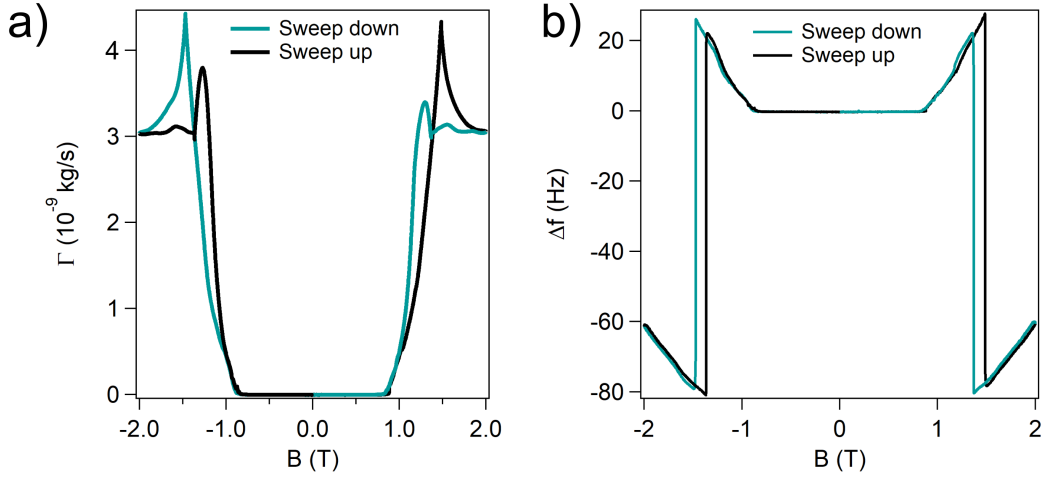 a)
Sweep down
Sweep up
4
3
2
1
0
Γ (10⁻⁹ kg/s)
-2.0
-1.0
0.0
1.0
2.0
B (T)
b)
Sweep down
Sweep up
20
0
-20
-40
-60
-80
Δf (Hz)
-2
-1
0
1
2
B (T)